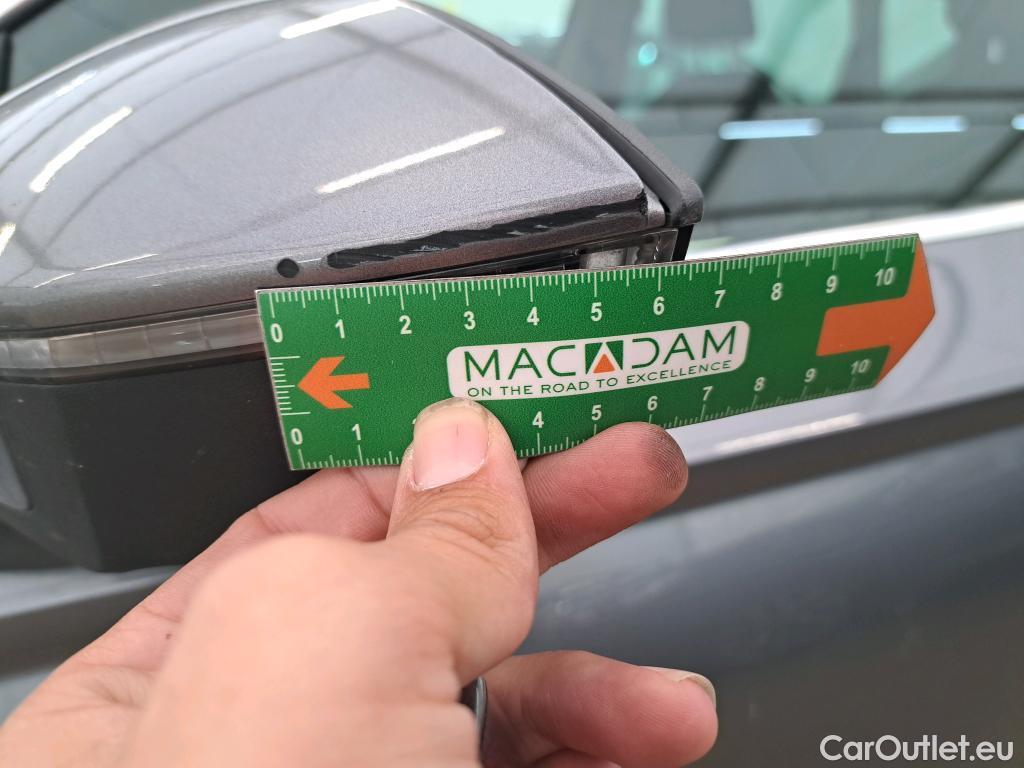 0 1 2 3 4 5 6 7 8 9 10
MACADAM
ON THE ROAD TO EXCELLENCE
0 1 4 5 6 7 8 9 10
CarOutlet.eu